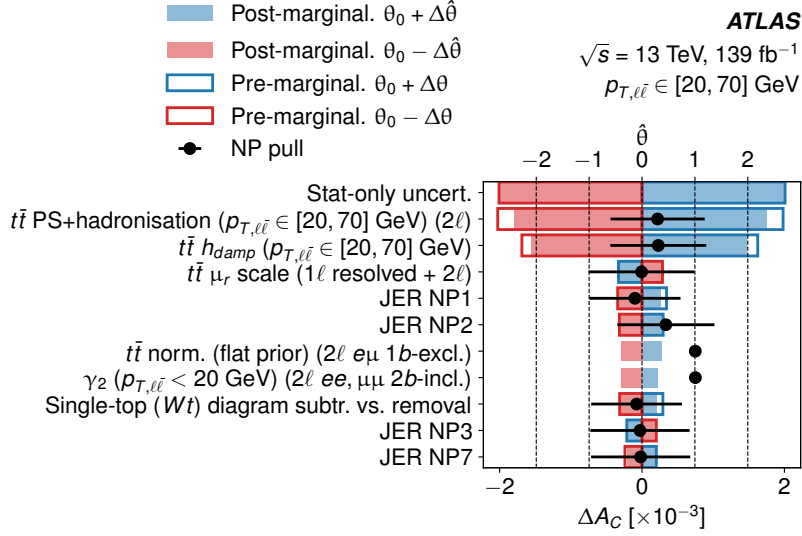 Post-marginal. θ₀ + Δθ̂
Post-marginal. θ₀ − Δθ̂
Pre-marginal. θ₀ + Δθ
Pre-marginal. θ₀ − Δθ
NP pull
ATLAS
√s = 13 TeV, 139 fb⁻¹
p_{T,ℓℓ̄} ∈ [20, 70] GeV
θ̂
−2 −1 0 1 2
Stat-only uncert.
tt̄ PS+hadronisation (p_{T,ℓℓ̄} ∈ [20, 70] GeV) (2ℓ)
tt̄ h_{damp} (p_{T,ℓℓ̄} ∈ [20, 70] GeV)
tt̄ μ_r scale (1ℓ resolved + 2ℓ)
JER NP1
JER NP2
tt̄ norm. (flat prior) (2ℓ eμ 1b-excl.)
γ₂ (p_{T,ℓℓ̄} < 20 GeV) (2ℓ ee, μμ 2b-incl.)
Single-top (Wt) diagram subtr. vs. removal
JER NP3
JER NP7
−2 0 2
ΔA_C [×10⁻³]